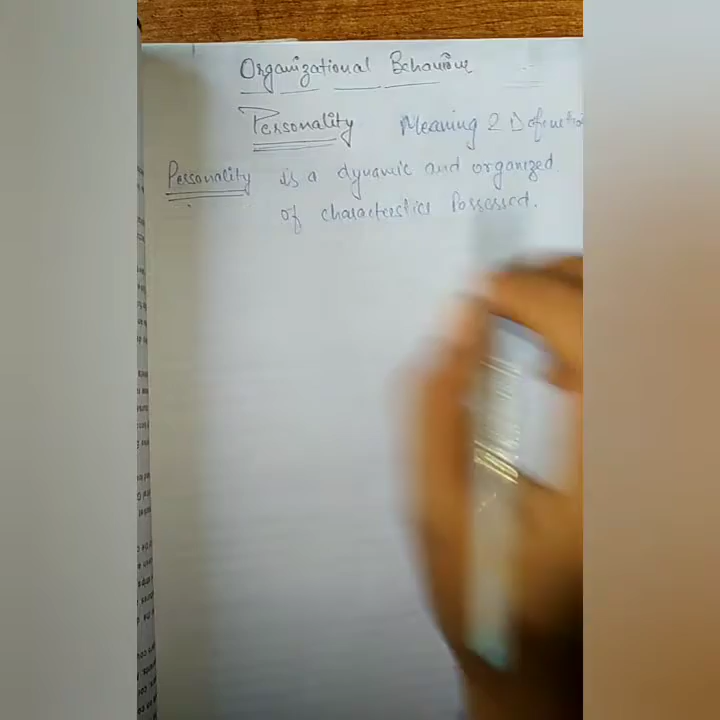 Organizational Behaviour
Personality Meaning & Definition
Personality is a dynamic and organized
of characteristics Possessed.